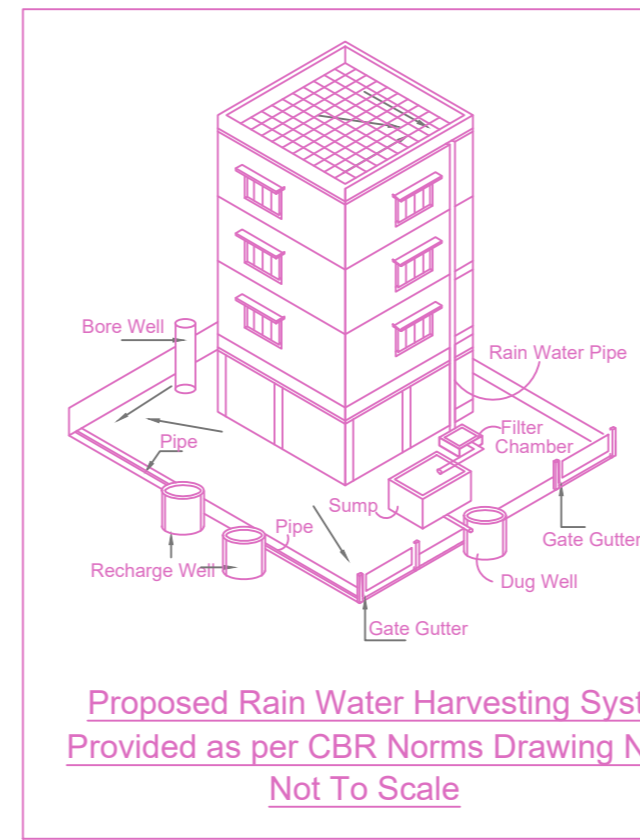 Bore Well
Rain Water Pipe
Filter
Chamber
Pipe
Sump
Pipe
Gate Gutter
Recharge Well
Dug Well
Gate Gutter
Proposed Rain Water Harvesting Syst
Provided as per CBR Norms Drawing N
Not To Scale